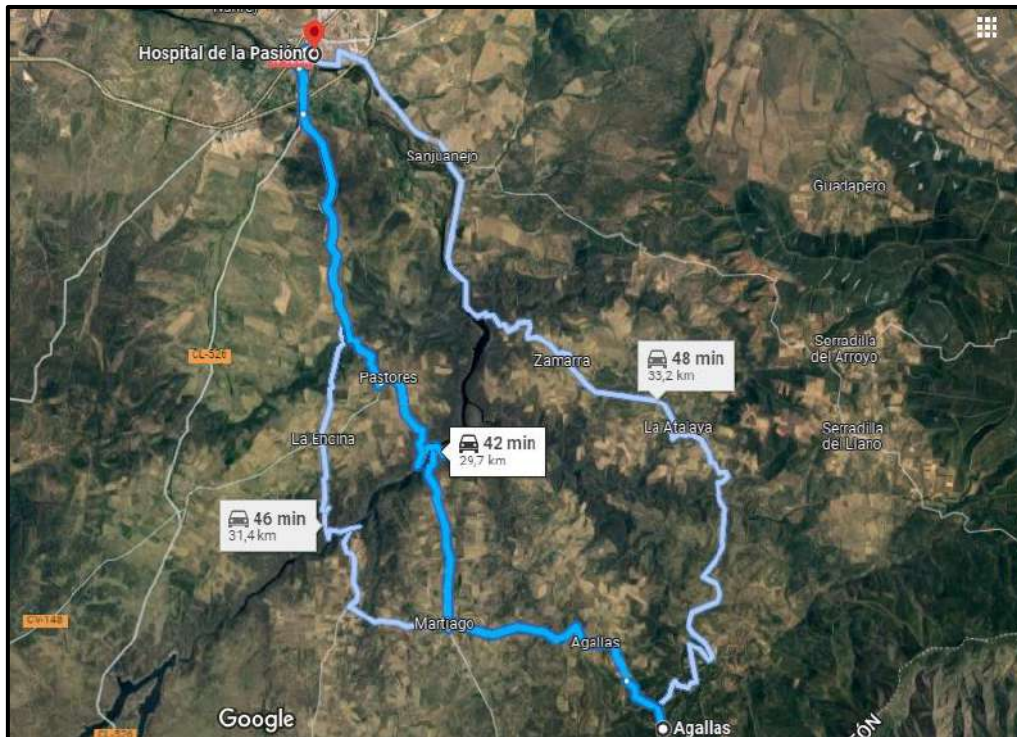 Hospital de la Pasión
Sanjuanejo
Guadapero
CL-526
Serradilla
del Arroyo
Zamarra
48 min
33,2 km
Pastores
La Atalaya
Serradilla
del Llano
La Encina
42 min
29,7 km
46 min
31,4 km
CV-148
Martiago
Agallas
Google
Agallas
CL-526